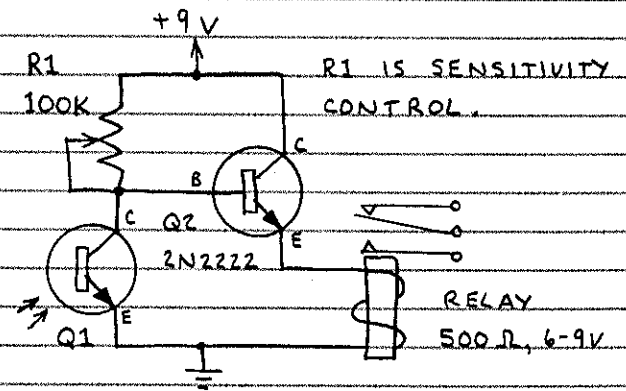 +9V
R1
100K
R1 IS SENSITIVITY
CONTROL.
C
B
C
Q2
E
2N2222
E
Q1
RELAY
500 Ω, 6-9V